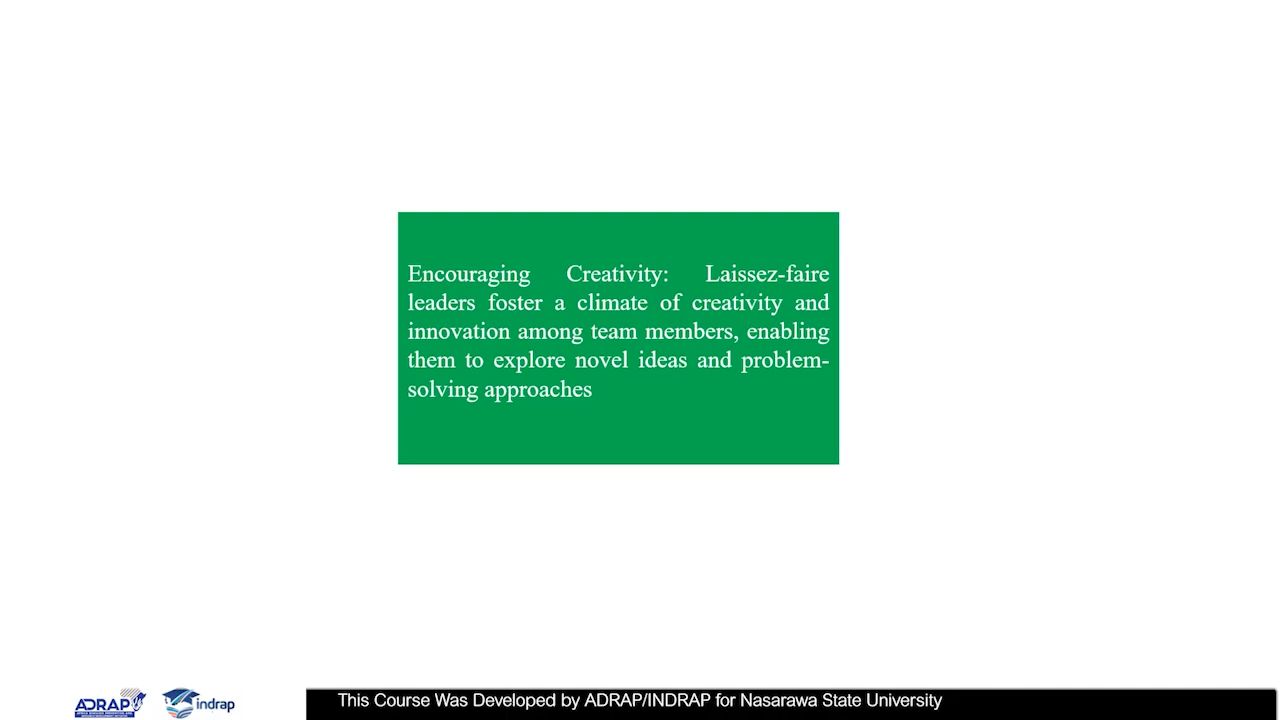 Encouraging Creativity: Laissez-faire
leaders foster a climate of creativity and
innovation among team members, enabling
them to explore novel ideas and problem-
solving approaches
ADRAP
indrap
This Course Was Developed by ADRAP/INDRAP for Nasarawa State University